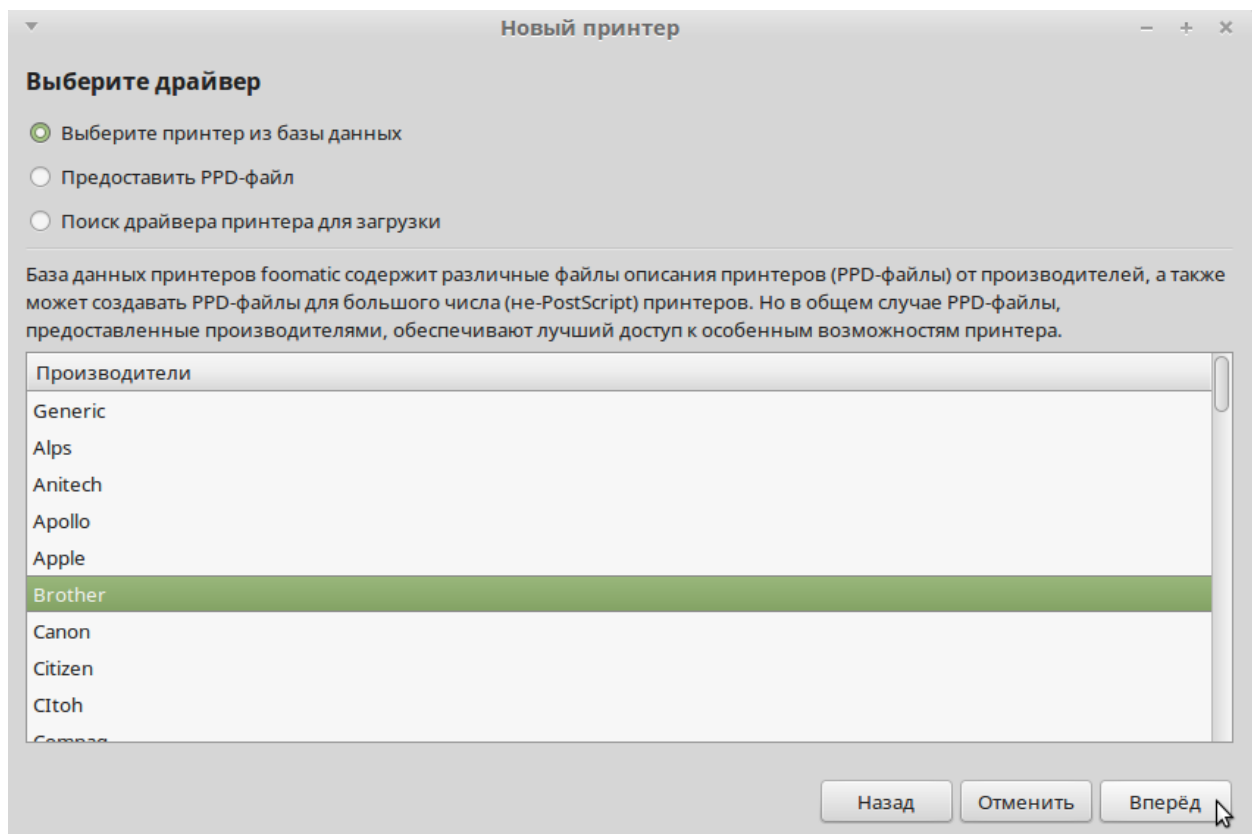 Новый принтер
Выберите драйвер
Выберите принтер из базы данных
Предоставить PPD-файл
Поиск драйвера принтера для загрузки
База данных принтеров foomatic содержит различные файлы описания принтеров (PPD-файлы) от производителей, а также
может создавать PPD-файлы для большого числа (не-PostScript) принтеров. Но в общем случае PPD-файлы,
предоставленные производителями, обеспечивают лучший доступ к особенным возможностям принтера.
Производители
Generic
Alps
Anitech
Apollo
Apple
Brother
Canon
Citizen
CItoh
Compaq
Назад Отменить Вперёд